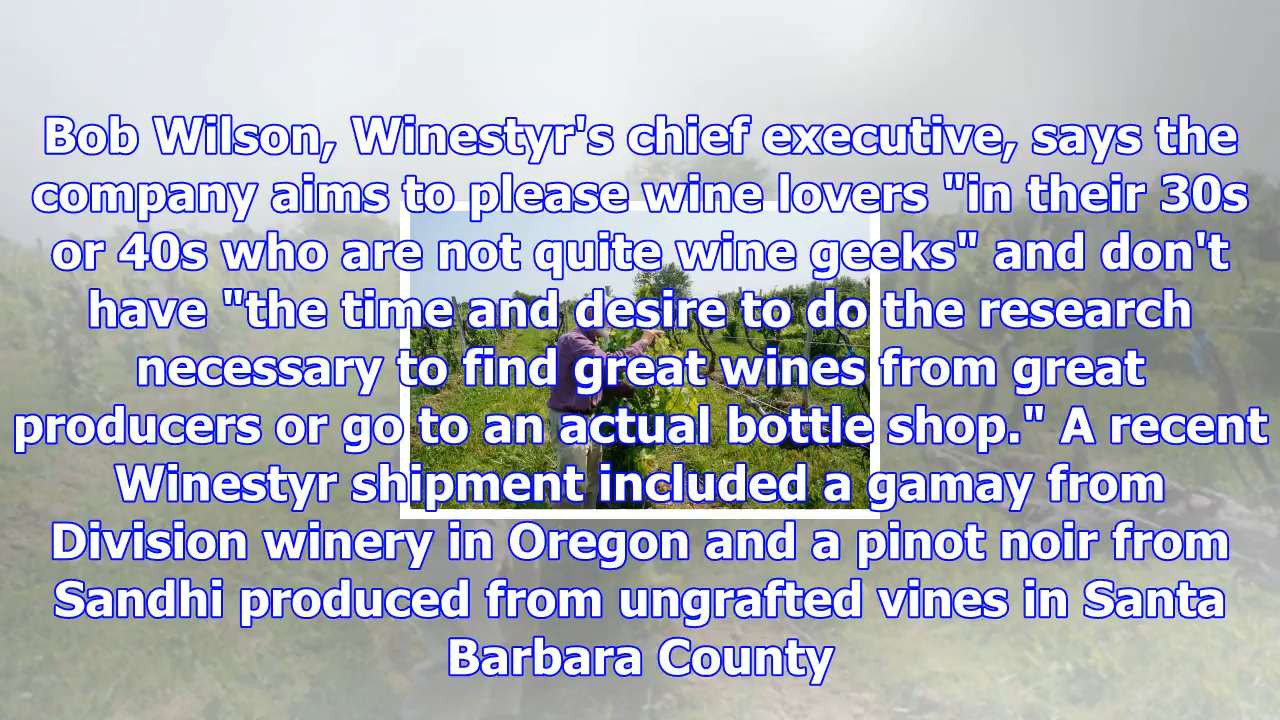 Bob Wilson, Winestyr's chief executive, says the
company aims to please wine lovers "in their 30s
or 40s who are not quite wine geeks" and don't
have "the time and desire to do the research
necessary to find great wines from great
producers or go to an actual bottle shop." A recent
Winestyr shipment included a gamay from
Division winery in Oregon and a pinot noir from
Sandhi produced from ungrafted vines in Santa
Barbara County